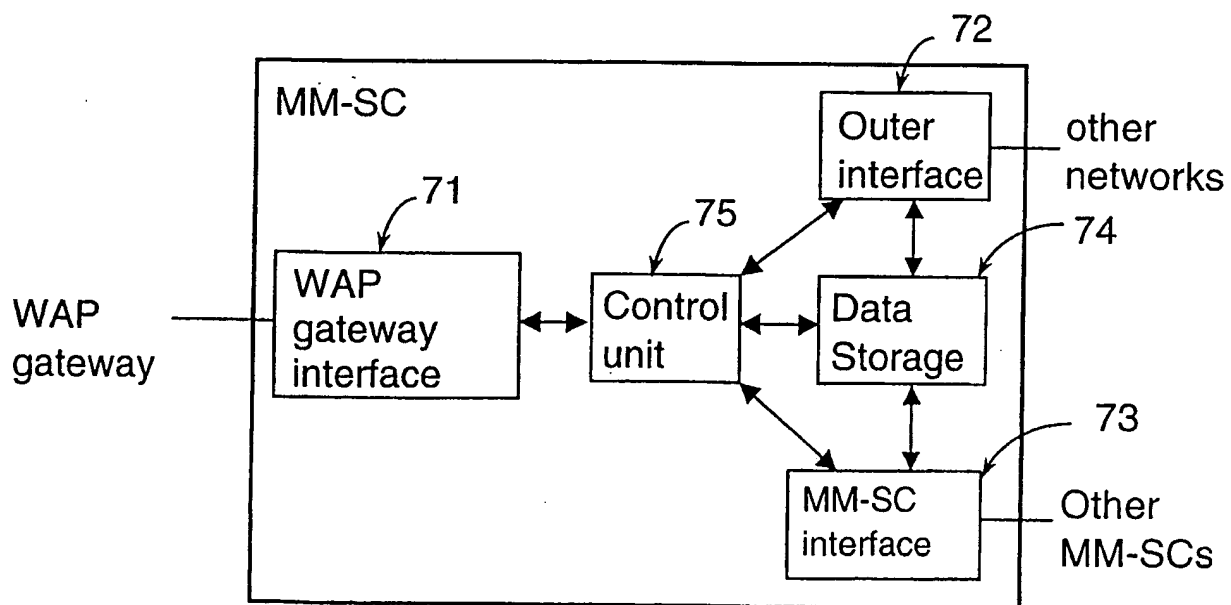 72
MM-SC
Outer
interface
other
networks
71
75
74
WAP
gateway
interface
Control
unit
Data
Storage
WAP
gateway
73
MM-SC
interface
Other
MM-SCs